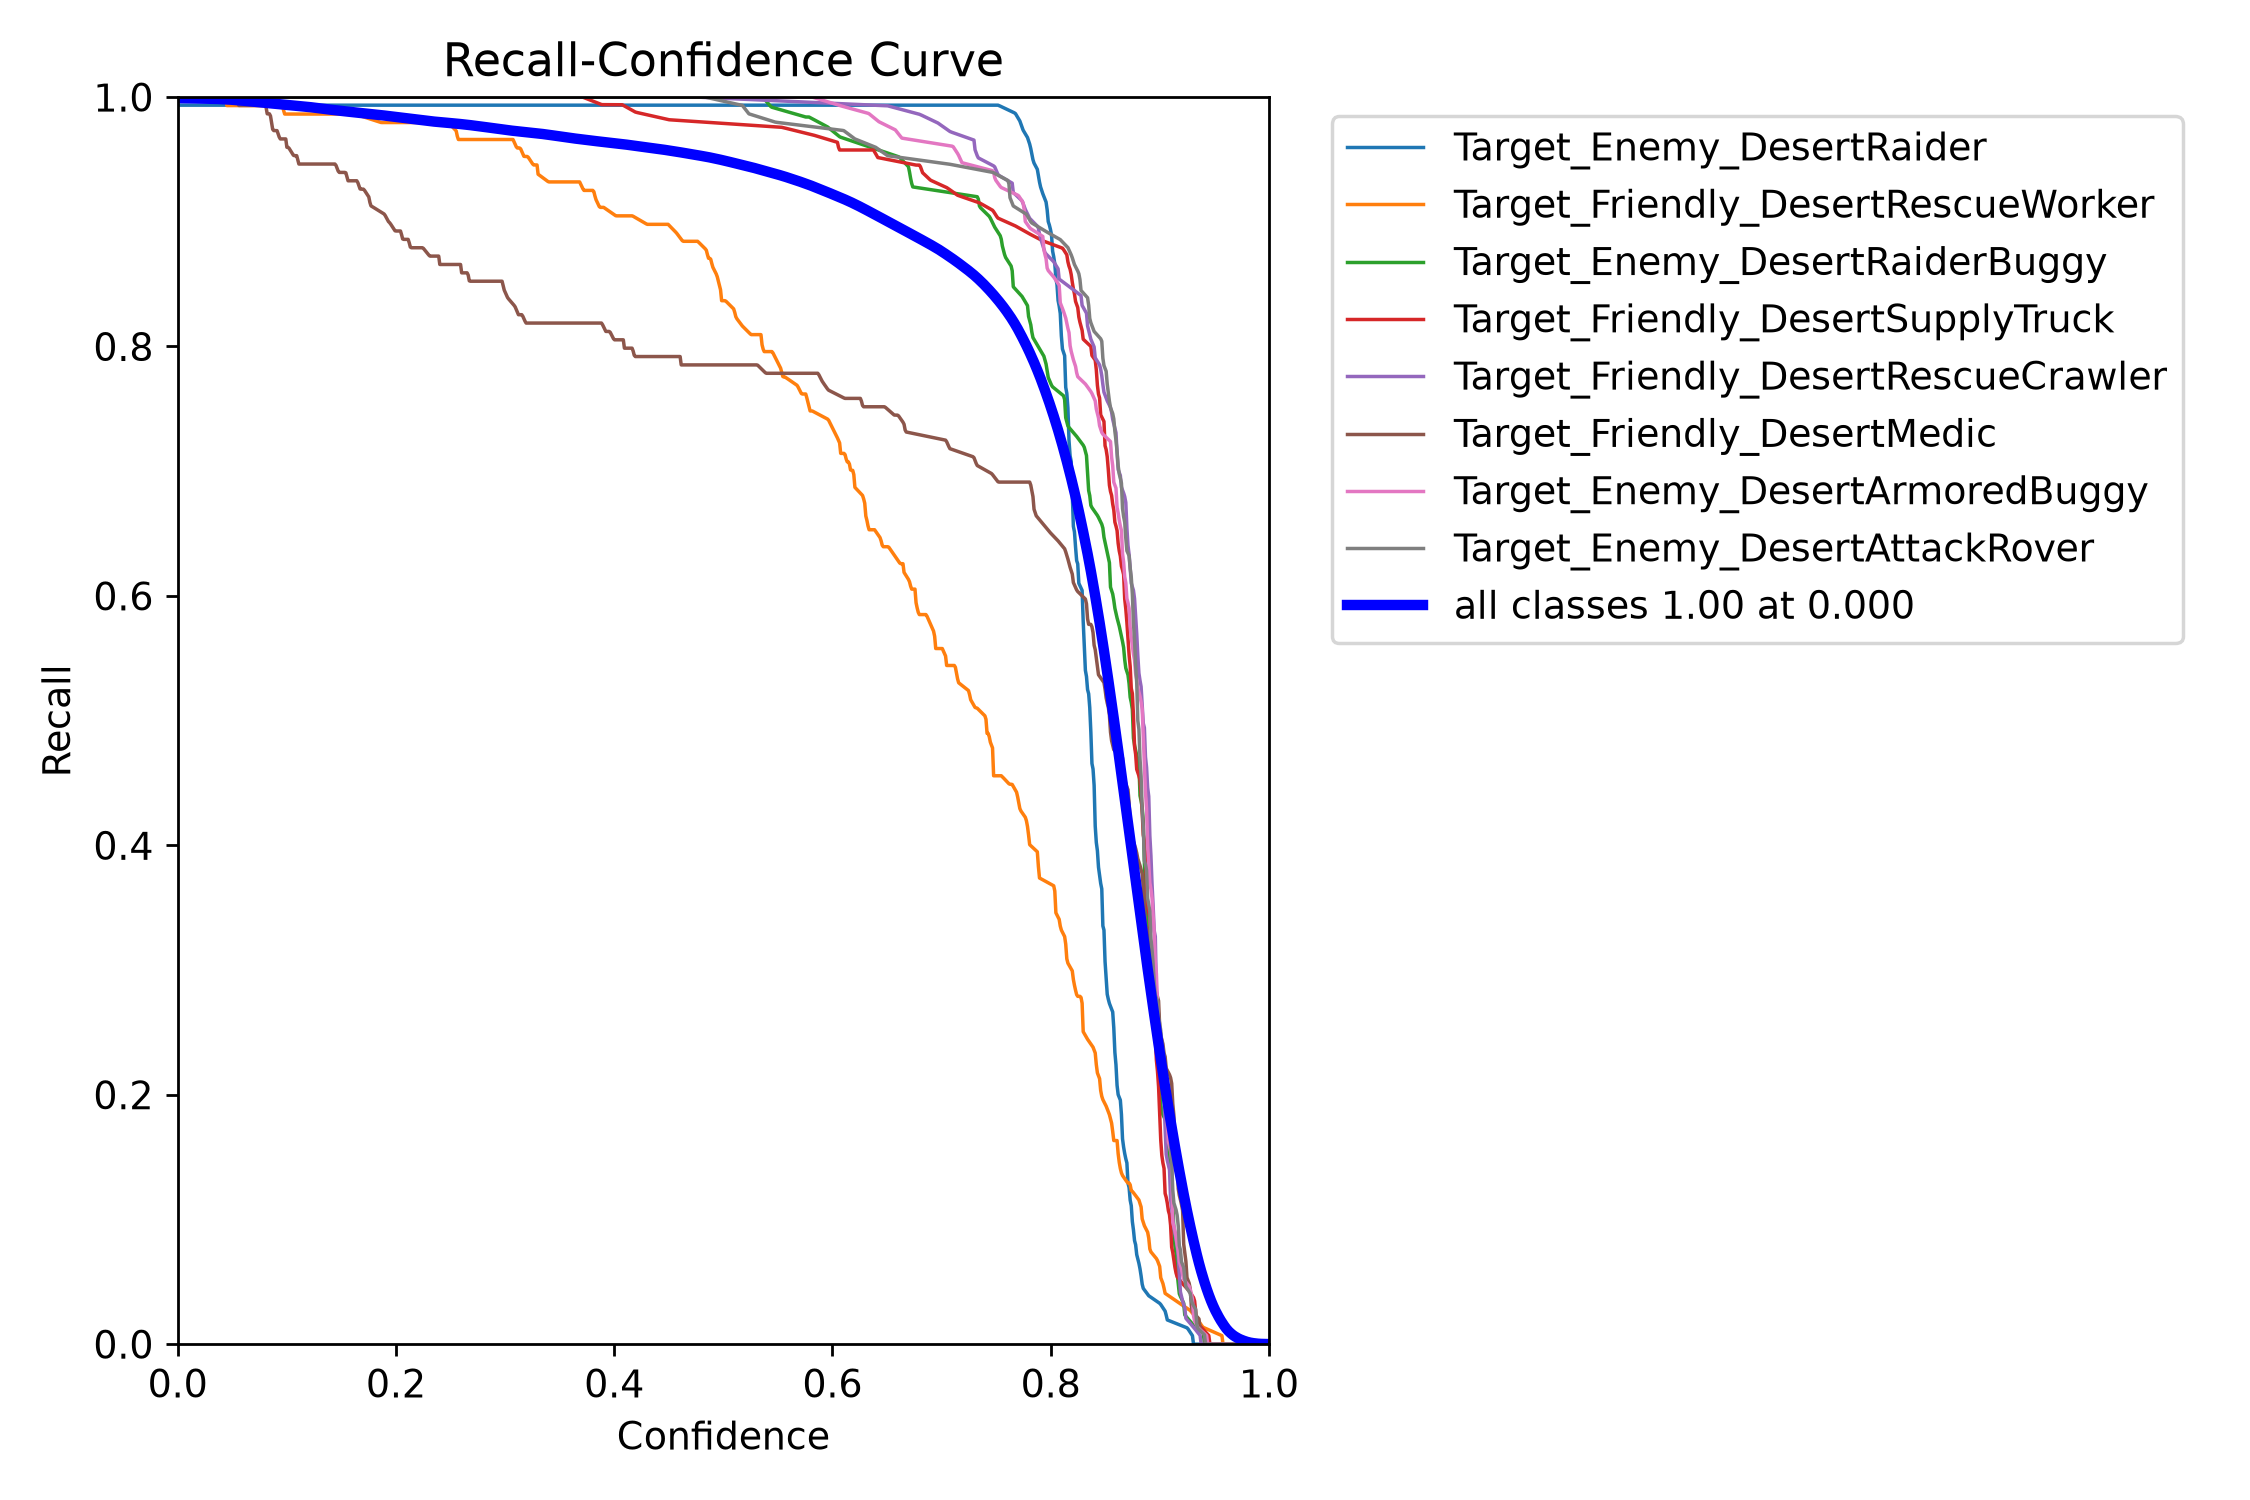 Recall-Confidence Curve
1.0
0.8
0.6
0.4
0.2
0.0
Recall
0.0 0.2 0.4 0.6 0.8 1.0
Confidence
Target_Enemy_DesertRaider
Target_Friendly_DesertRescueWorker
Target_Enemy_DesertRaiderBuggy
Target_Friendly_DesertSupplyTruck
Target_Friendly_DesertRescueCrawler
Target_Friendly_DesertMedic
Target_Enemy_DesertArmoredBuggy
Target_Enemy_DesertAttackRover
all classes 1.00 at 0.000